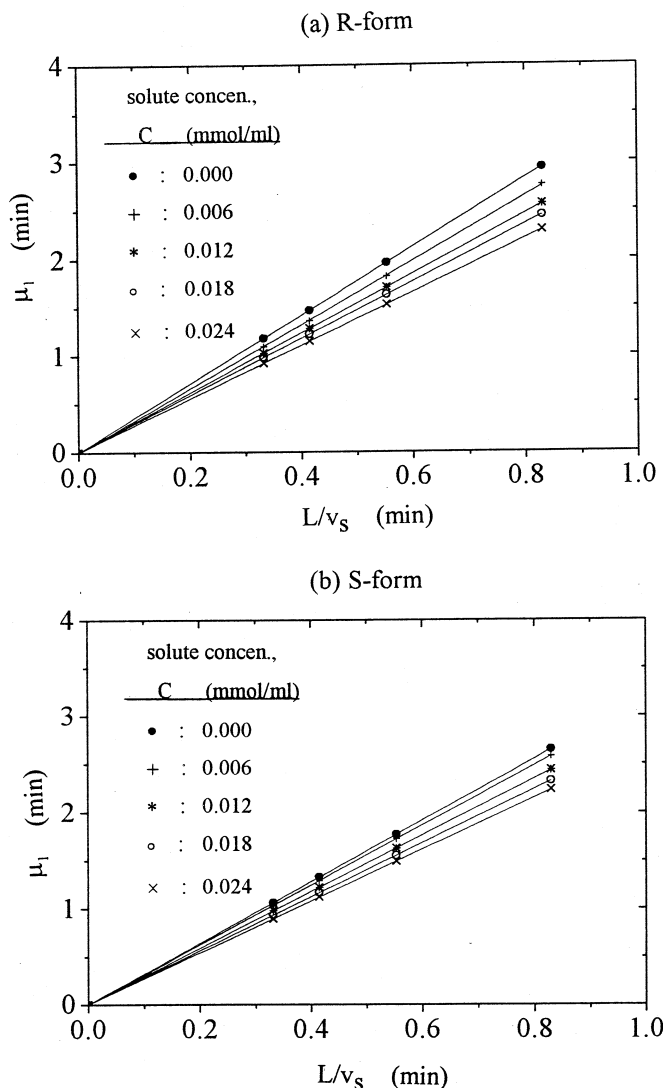 (a) R-form
4
solute concen.,
C (mmol/ml)
3
● : 0.000
+ : 0.006
2
* : 0.012
○ : 0.018
1
× : 0.024
0
μ₁ (min)
0.0 0.2 0.4 0.6 0.8 1.0
L/vS (min)
(b) S-form
4
solute concen.,
C (mmol/ml)
3
● : 0.000
+ : 0.006
2
* : 0.012
○ : 0.018
1
× : 0.024
0
μ₁ (min)
0.0 0.2 0.4 0.6 0.8 1.0
L/vS (min)